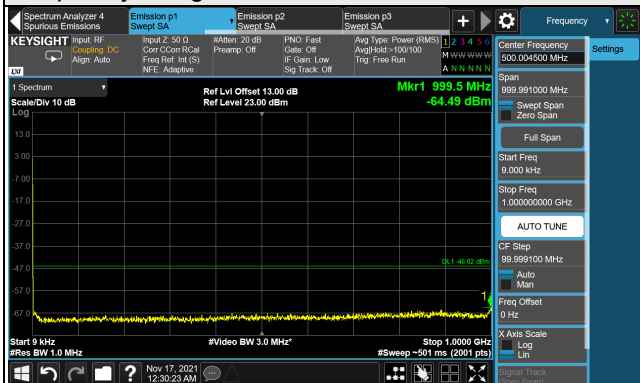 Spectrum Analyzer 4
Spurious Emissions
Emission p1
Swept SA
Emission p2
Swept SA
Emission p3
Swept SA
Frequency
KEYSIGHT
Input: RF
Coupling: DC
Align: Auto
Input Z: 50 Ω
Corr CCorr RCal
Freq Ref: Int (S)
NFE: Adaptive
#Atten: 20 dB
Preamp: Off
PNO: Fast
Gate: Off
IF Gain: Low
Sig Track: Off
Avg Type: Power (RMS)
Avg|Hold:>100/100
Trig: Free Run
1 2 3 4 5 6
M W W W W W
A N N N N N
LXI
1 Spectrum
Scale/Div 10 dB
Log
Ref Lvl Offset 13.00 dB
Ref Level 23.00 dBm
Mkr1 999.5 MHz
-64.49 dBm
13.0
3.00
-7.00
-17.0
-27.0
-37.0
-47.0
-57.0
-67.0
DL1 -46.02 dBm
1
Start 9 kHz
#Res BW 1.0 MHz
#Video BW 3.0 MHz*
Stop 1.0000 GHz
#Sweep ~501 ms (2001 pts)
Center Frequency
500.004500 MHz
Settings
Span
999.991000 MHz
Swept Span
Zero Span
Full Span
Start Freq
9.000 kHz
Stop Freq
1.000000000 GHz
AUTO TUNE
CF Step
99.999100 MHz
Auto
Man
Freq Offset
0 Hz
X Axis Scale
Log
Lin
Signal Track
(Span Zoom)
?
Nov 17, 2021
12:30:23 AM